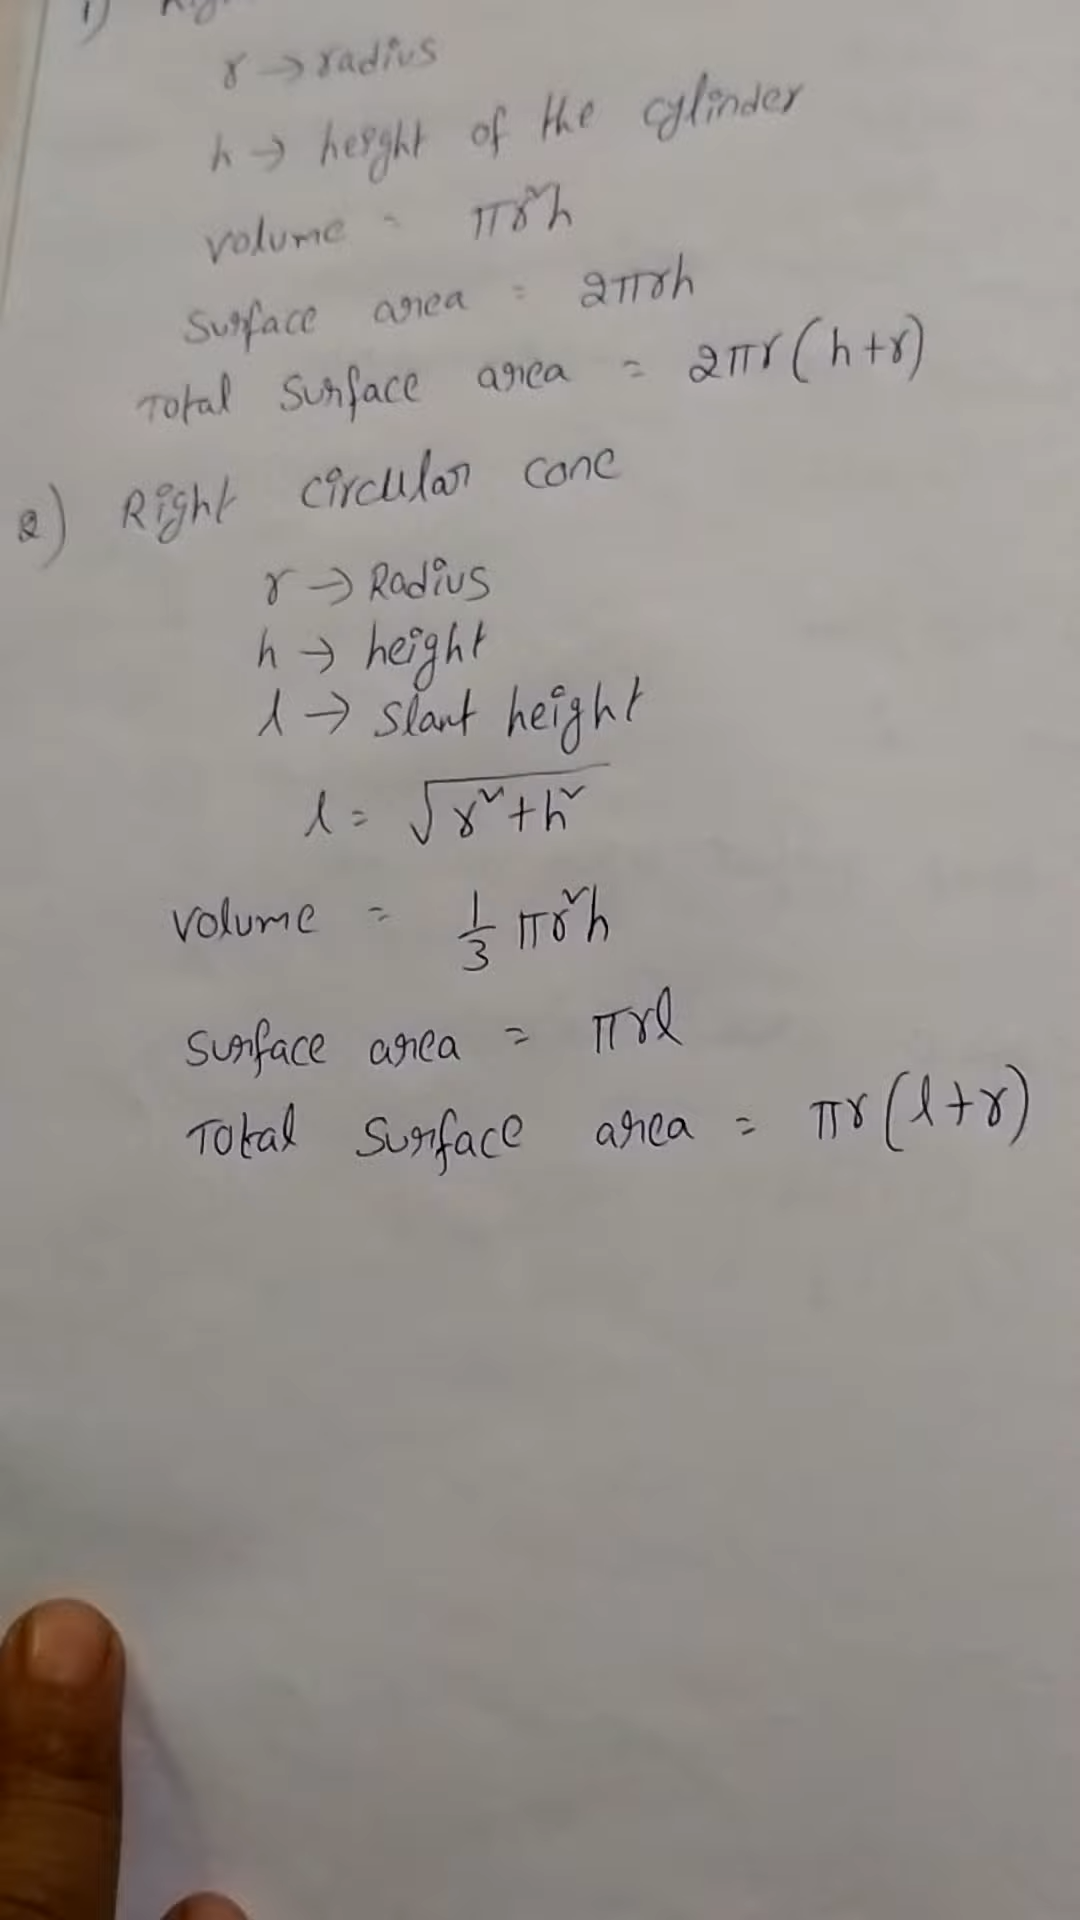 1)
r → radius
h → height of the cylinder
volume = πr²h
Surface area = 2πrh
Total Surface area = 2πr(h+r)
2) Right circular cone
r → Radius
h → height
l → Slant height
l = √r²+h²
volume = 1/3 πr²h
Surface area = πrl
Total Surface area = πr(l+r)